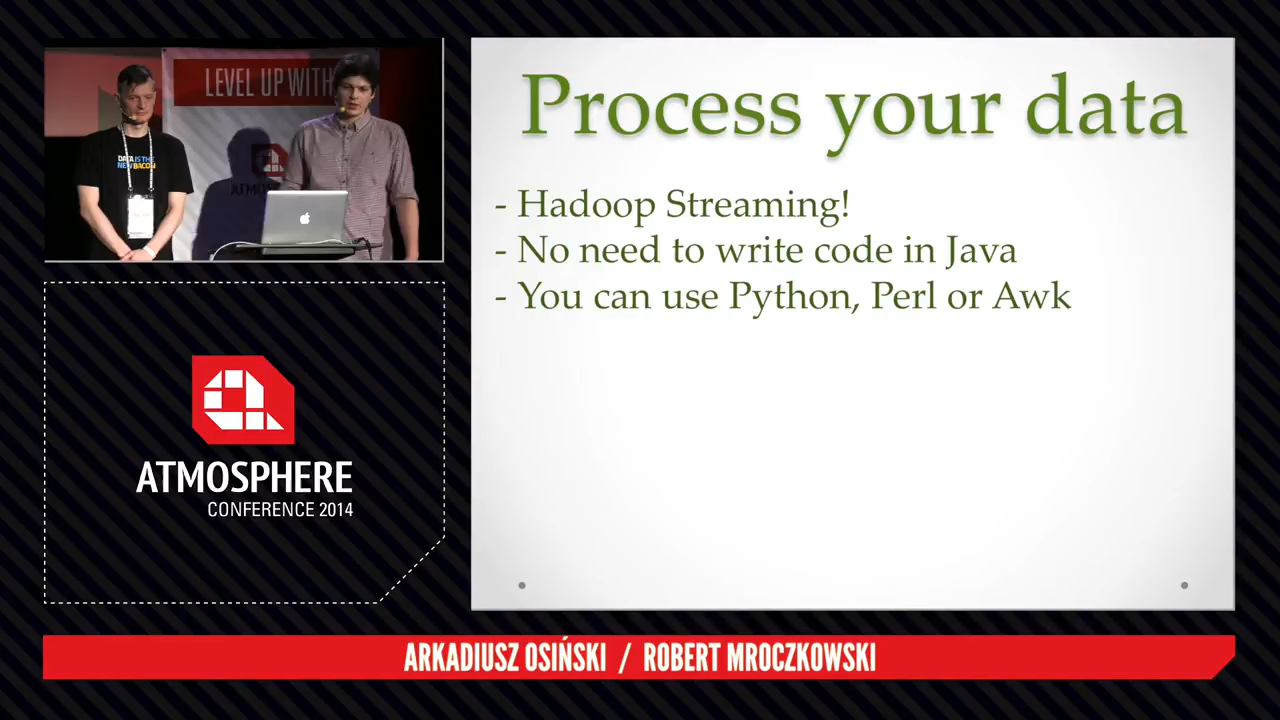 LEVEL UP WITH
DATA IS THE
NEW BACON
ATMOSPHERE
CONFERENCE 2014
Process your data
- Hadoop Streaming!
- No need to write code in Java
- You can use Python, Perl or Awk
ARKADIUSZ OSIŃSKI / ROBERT MROCZKOWSKI